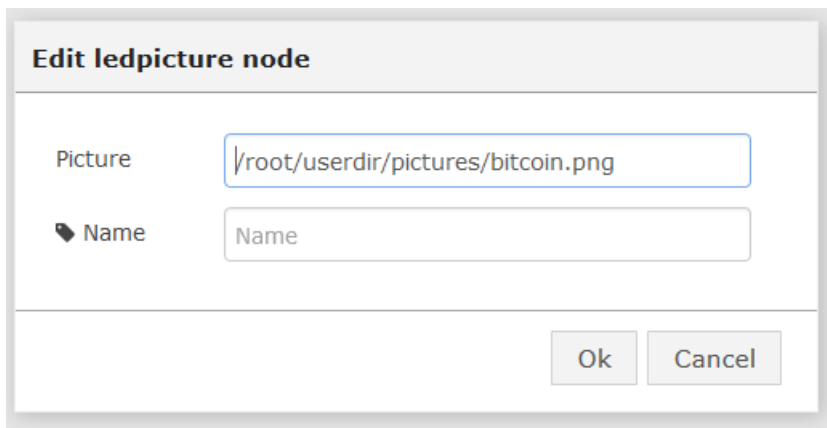 Edit ledpicture node
Picture /root/userdir/pictures/bitcoin.png
Name Name
Ok Cancel